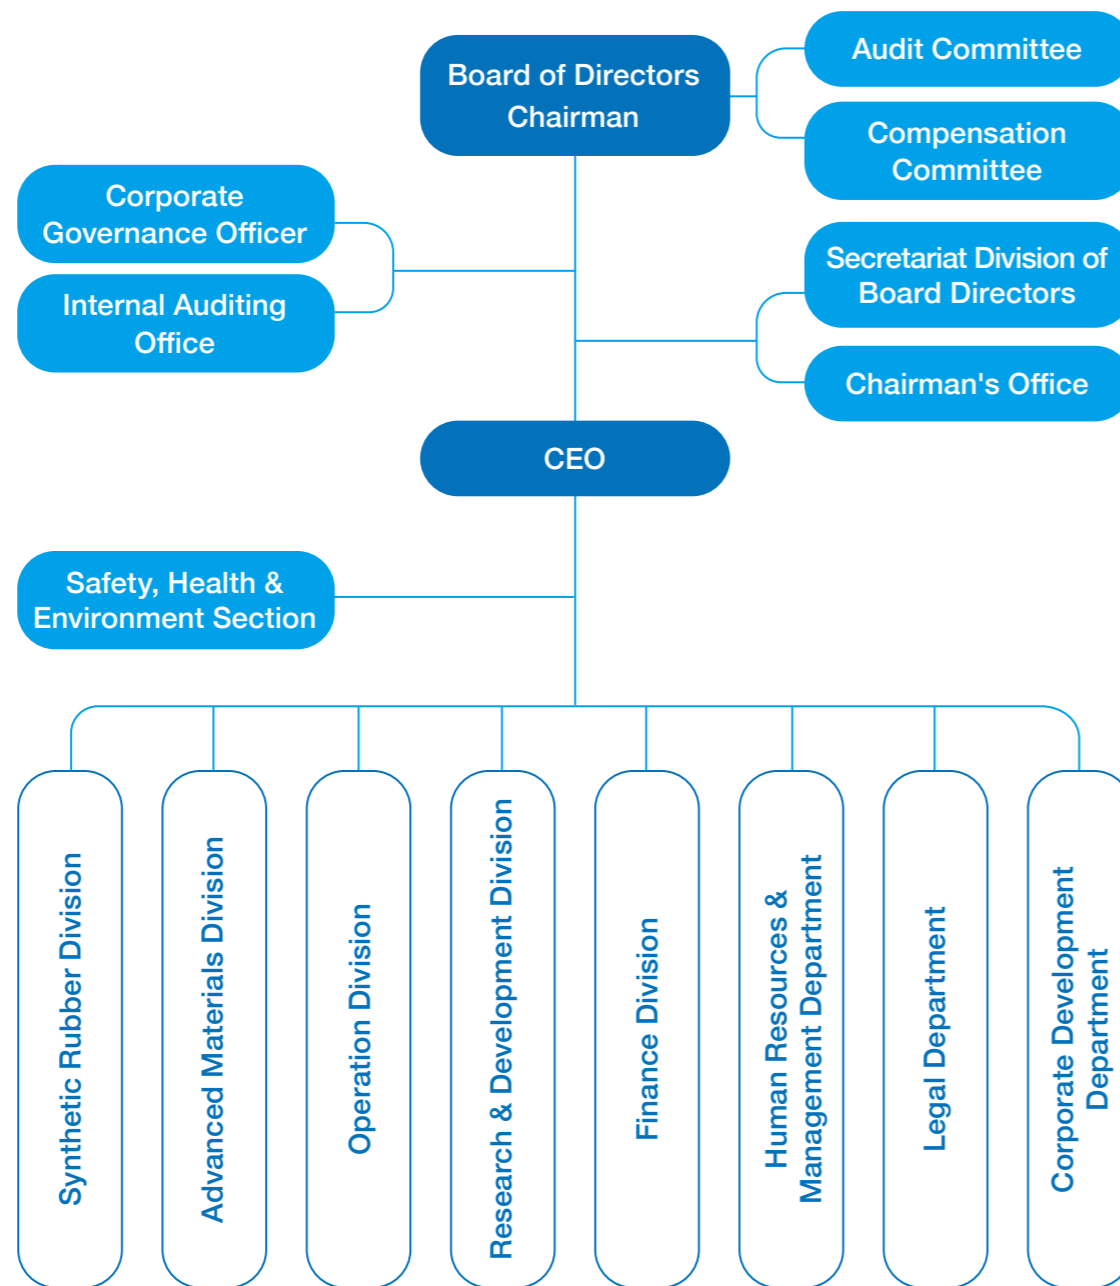 Board of Directors
Chairman
Audit Committee
Compensation
Committee
Corporate
Governance Officer
Internal Auditing
Office
Secretariat Division of
Board Directors
Chairman's Office
CEO
Safety, Health &
Environment Section
Synthetic Rubber Division
Advanced Materials Division
Operation Division
Research & Development Division
Finance Division
Human Resources &
Management Department
Legal Department
Corporate Development
Department